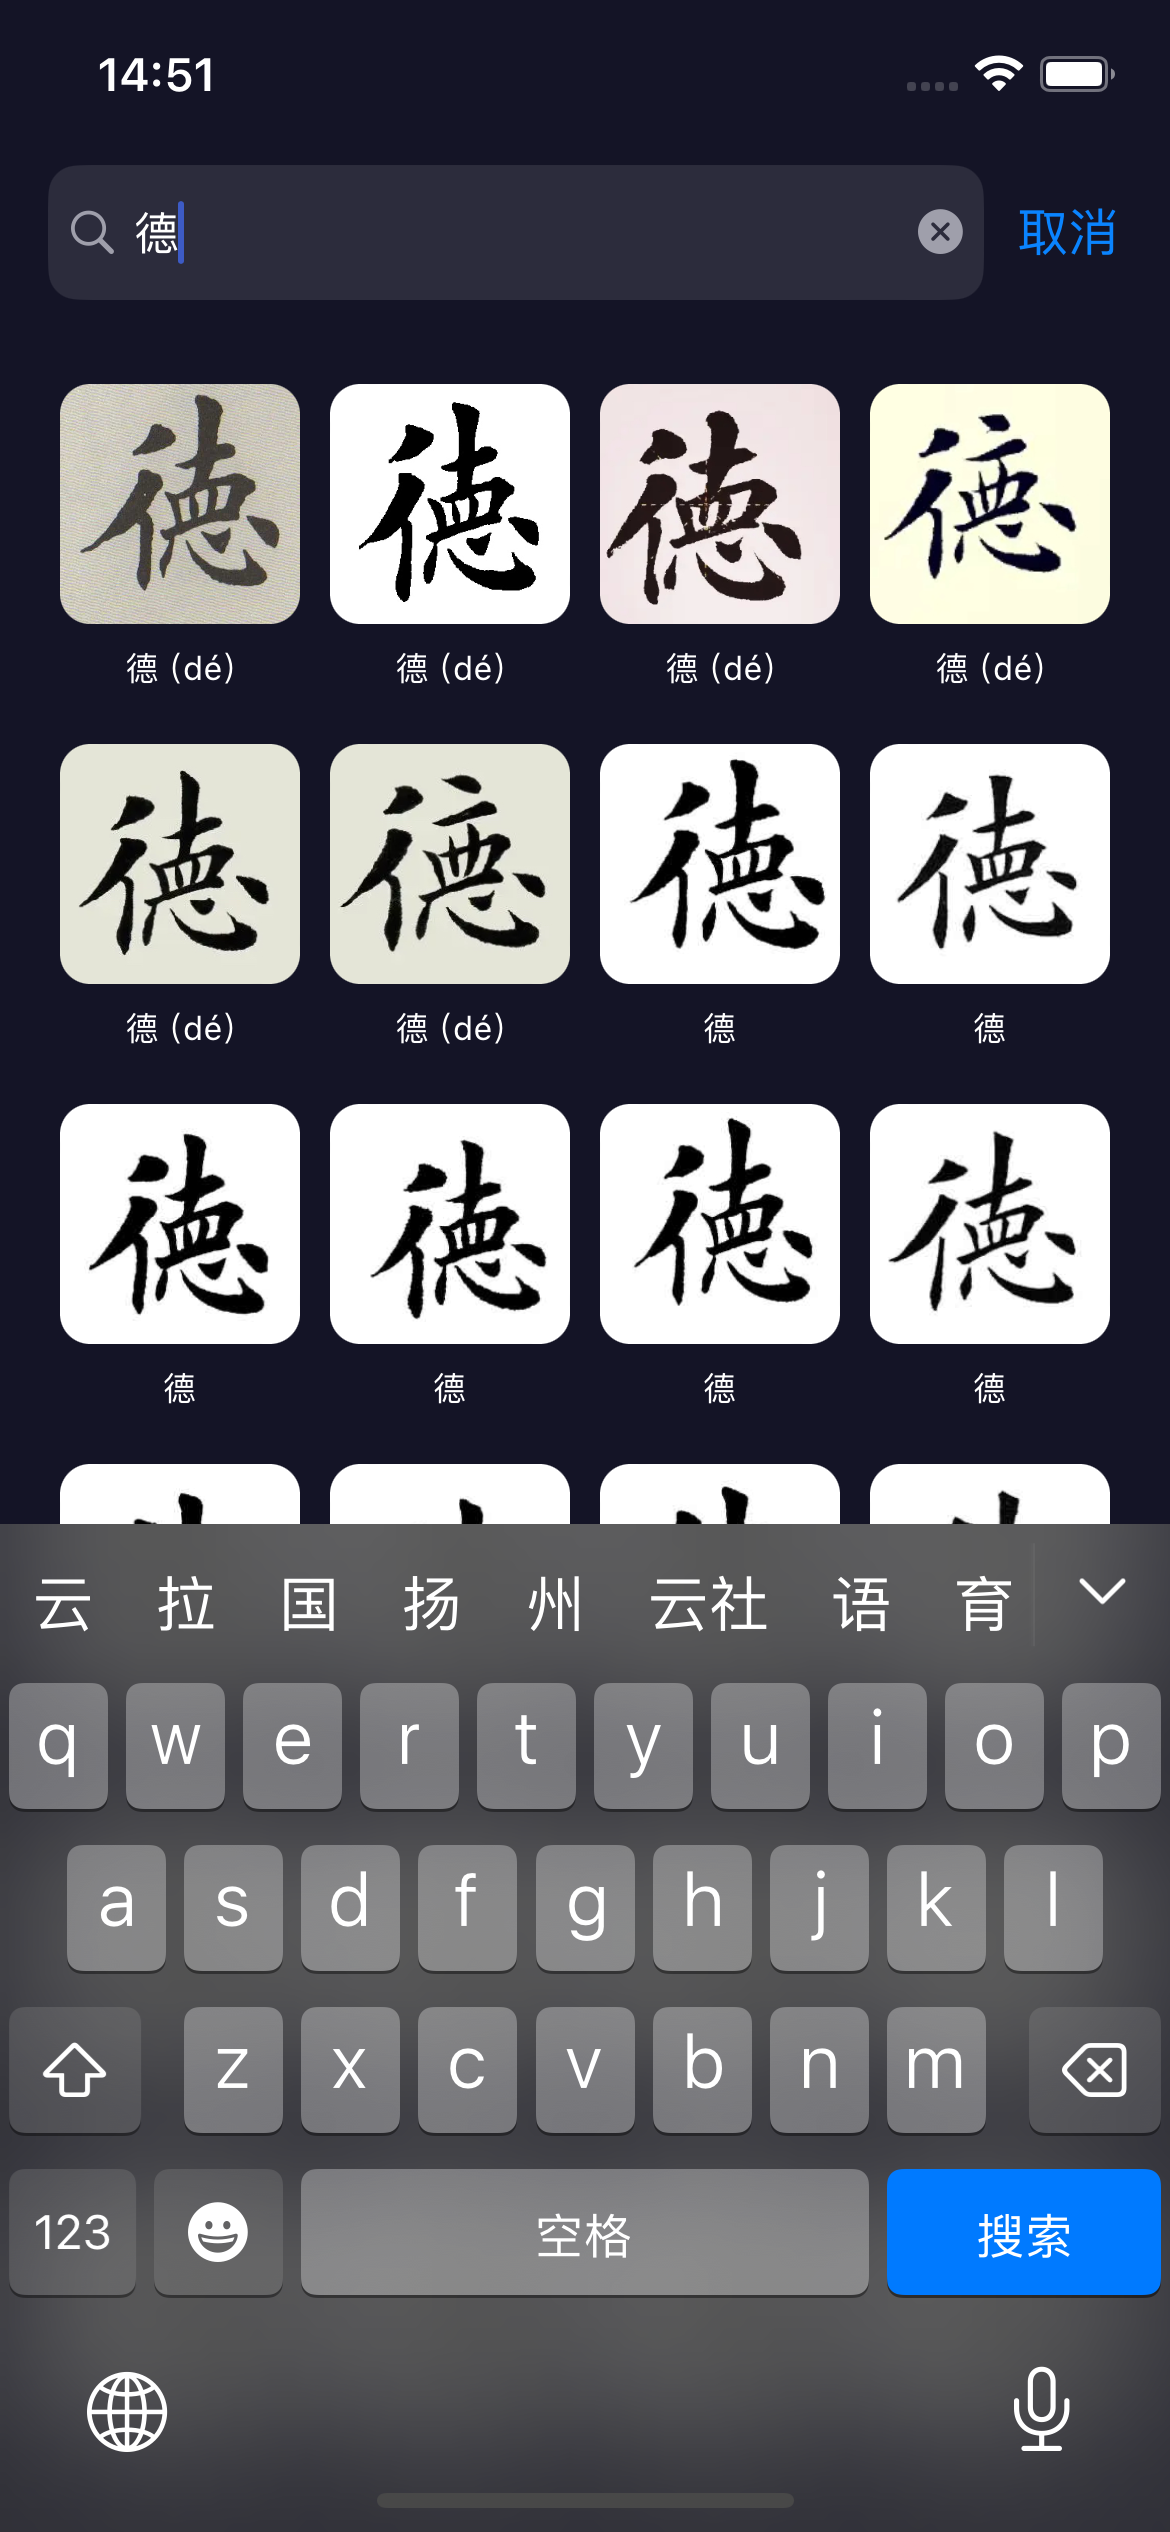 14:51
德
取消
德 德 德 德
德（dé） 德（dé） 德（dé） 德（dé）
德 德 德 德
德（dé） 德（dé） 德 德
德 德 德 德
德 德 德 德
云 拉 国 扬 州 云社 语 育
q w e r t y u i o p
a s d f g h j k l
z x c v b n m
123 空格 搜索